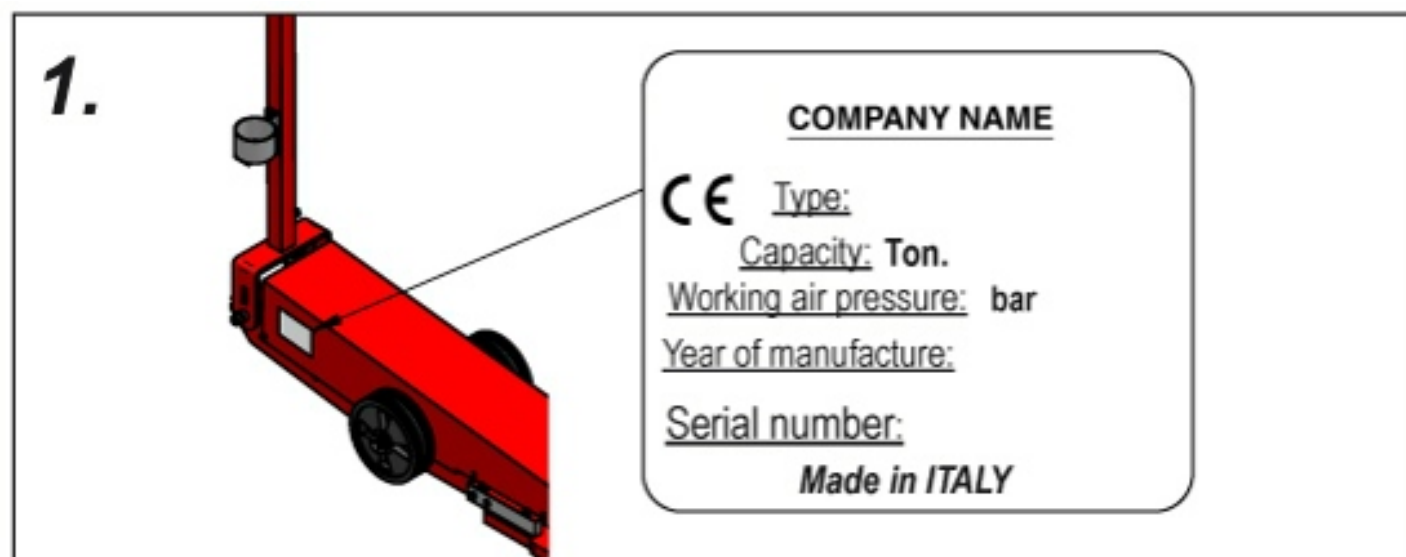 1.
COMPANY NAME
CE Type:
Capacity: Ton.
Working air pressure: bar
Year of manufacture:
Serial number:
Made in ITALY